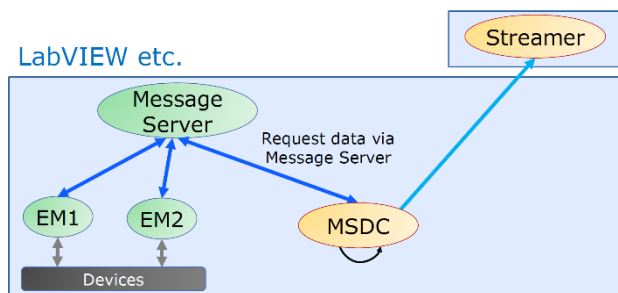 Streamer
LabVIEW etc.
Message
Server
Request data via
Message Server
EM1
EM2
MSDC
Devices